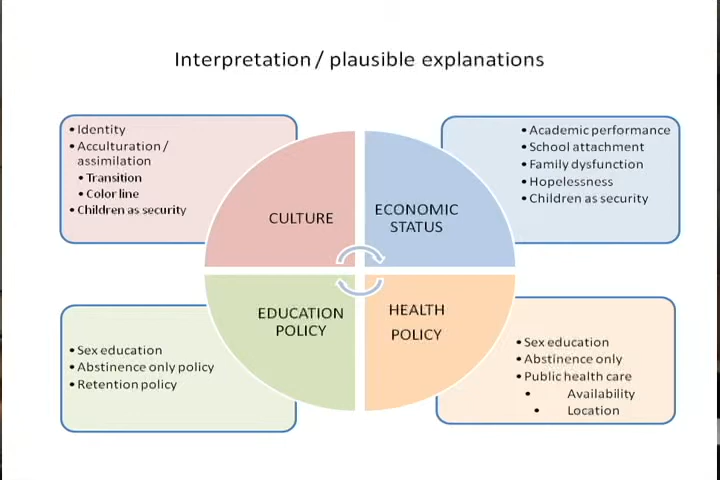 Interpretation / plausible explanations
• Identity
• Acculturation /
assimilation
• Transition
• Color line
• Children as security
• Academic performance
• School attachment
• Family dysfunction
• Hopelessness
• Children as security
CULTURE
ECONOMIC
STATUS
EDUCATION
POLICY
HEALTH
POLICY
• Sex education
• Abstinence only policy
• Retention policy
• Sex education
• Abstinence only
• Public health care
• Availability
• Location